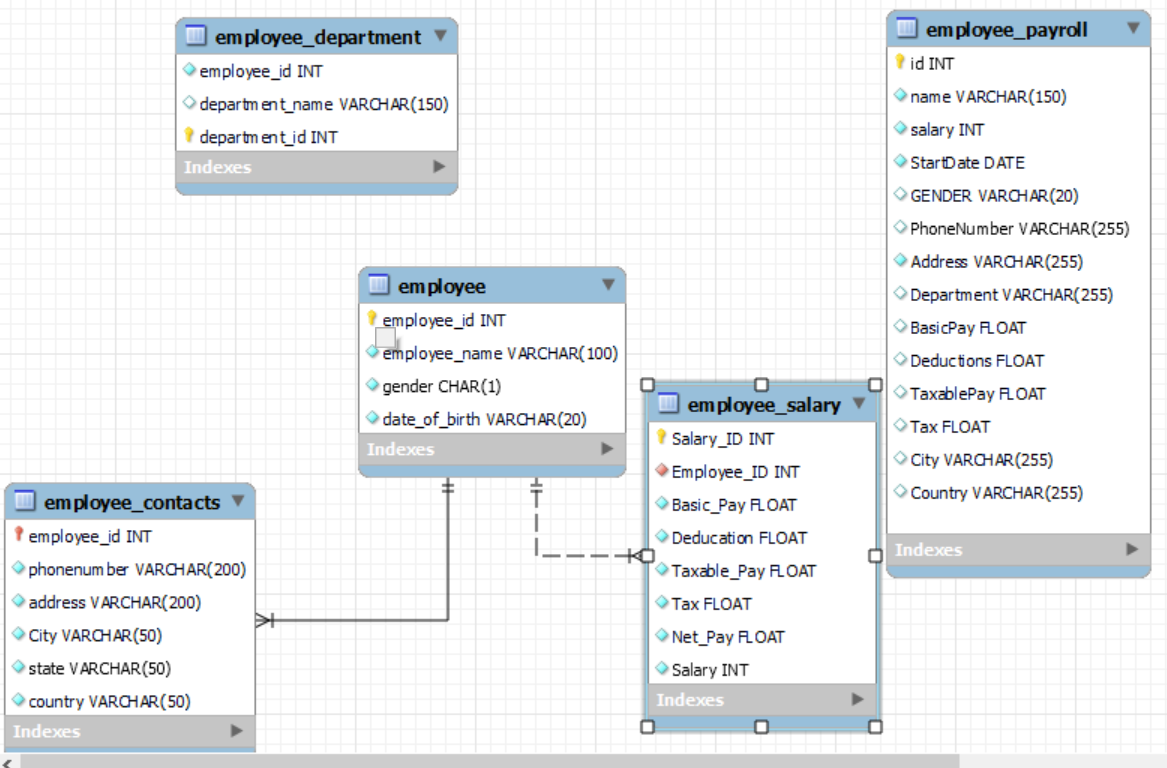 employee_department
employee_id INT
department_name VARCHAR(150)
department_id INT
Indexes
employee_payroll
id INT
name VARCHAR(150)
salary INT
StartDate DATE
GENDER VARCHAR(20)
PhoneNumber VARCHAR(255)
Address VARCHAR(255)
Department VARCHAR(255)
BasicPay FLOAT
Deductions FLOAT
TaxablePay FLOAT
Tax FLOAT
City VARCHAR(255)
Country VARCHAR(255)
Indexes
employee
employee_id INT
employee_name VARCHAR(100)
gender CHAR(1)
date_of_birth VARCHAR(20)
Indexes
employee_salary
Salary_ID INT
Employee_ID INT
Basic_Pay FLOAT
Deducation FLOAT
Taxable_Pay FLOAT
Tax FLOAT
Net_Pay FLOAT
Salary INT
Indexes
employee_contacts
employee_id INT
phonenumber VARCHAR(200)
address VARCHAR(200)
City VARCHAR(50)
state VARCHAR(50)
country VARCHAR(50)
Indexes